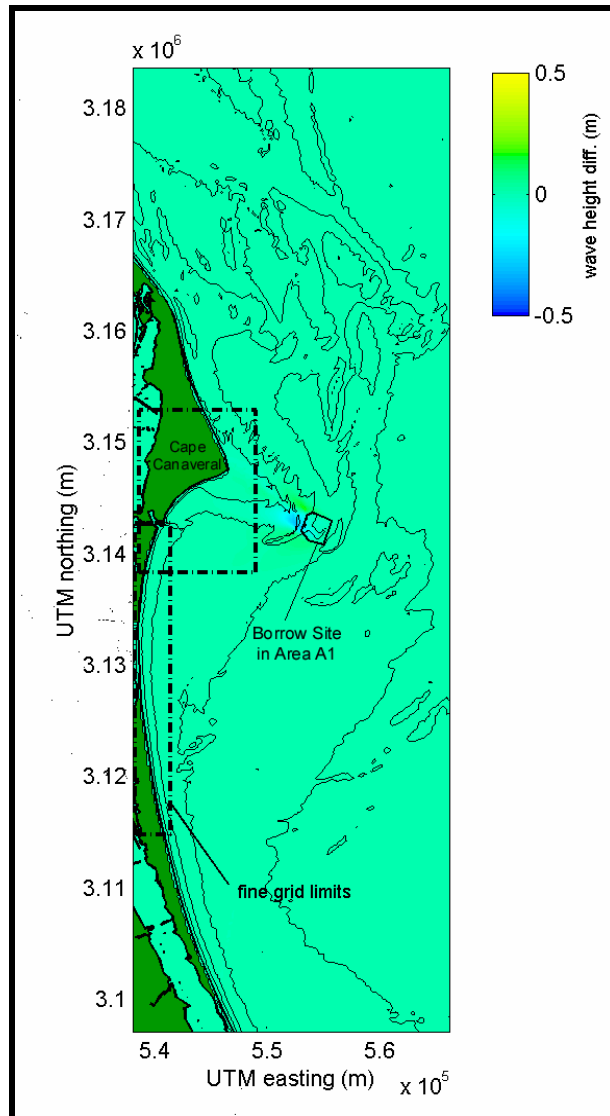 x 10^6
0.5
0
-0.5
wave height diff. (m)
3.18
3.17
3.16
3.15
3.14
3.13
3.12
3.11
3.1
UTM northing (m)
Cape
Canaveral
Borrow Site
in Area A1
fine grid limits
5.4 5.5 5.6
UTM easting (m) x 10^5